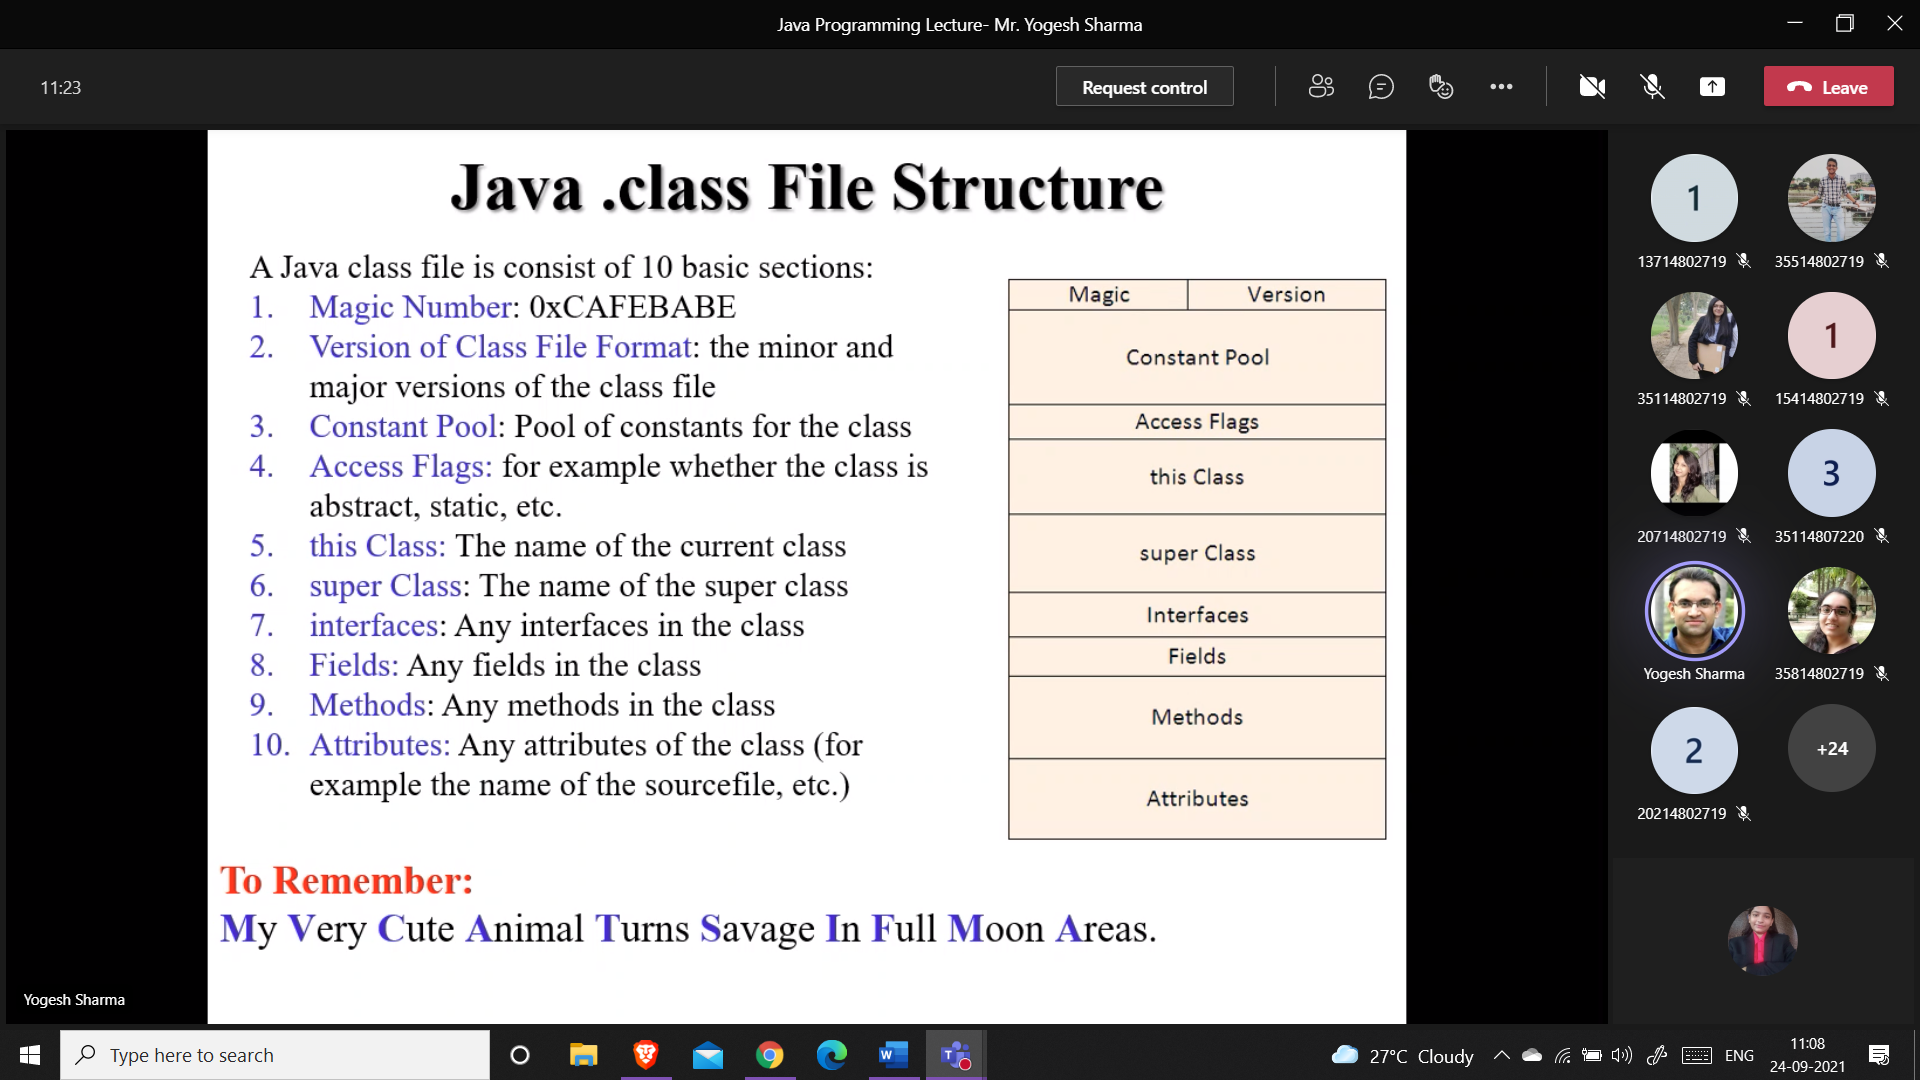 Java Programming Lecture- Mr. Yogesh Sharma
11:23
Request control
Leave
Java .class File Structure
A Java class file is consist of 10 basic sections:
1. Magic Number: 0xCAFEBABE
2. Version of Class File Format: the minor and
major versions of the class file
3. Constant Pool: Pool of constants for the class
4. Access Flags: for example whether the class is
abstract, static, etc.
5. this Class: The name of the current class
6. super Class: The name of the super class
7. interfaces: Any interfaces in the class
8. Fields: Any fields in the class
9. Methods: Any methods in the class
10. Attributes: Any attributes of the class (for
example the name of the sourcefile, etc.)
Magic Version
Constant Pool
Access Flags
this Class
super Class
Interfaces
Fields
Methods
Attributes
To Remember:
My Very Cute Animal Turns Savage In Full Moon Areas.
Yogesh Sharma
1
13714802719 35514802719
1
35114802719 15414802719
3
20714802719 35114807220
Yogesh Sharma 35814802719
2 +24
20214802719
Type here to search
27°C Cloudy
ENG
11:08
24-09-2021